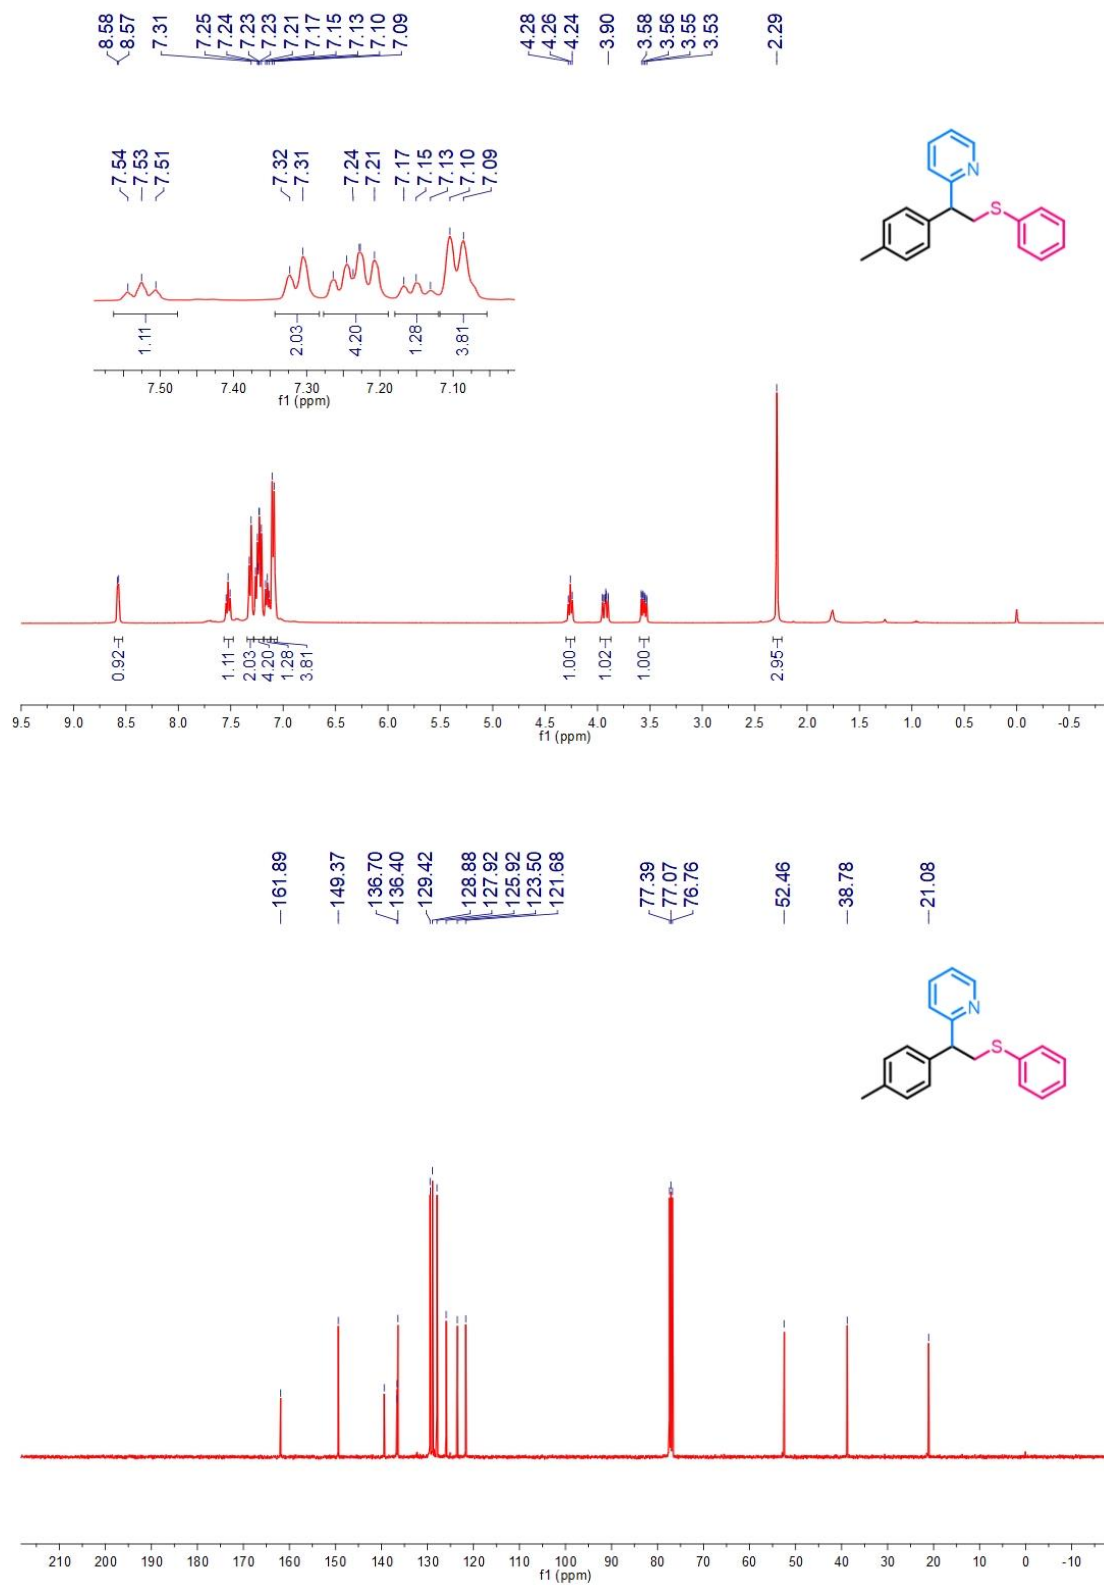 8.58 8.57 7.31 7.25 7.24 7.23 7.23 7.21 7.17 7.15 7.13 7.10 7.09 4.28 4.26 4.24 3.90 3.58 3.56 3.55 3.53 2.29
7.54 7.53 7.51 7.32 7.31 7.24 7.21 7.17 7.15 7.13 7.10 7.09
N
S
1.11 2.03 4.20 1.28 3.81
7.50 7.40 7.30 7.20 7.10
f1 (ppm)
0.92 1.11 2.03 4.20 1.28 3.81 1.00 1.02 1.00 2.95
9.5 9.0 8.5 8.0 7.5 7.0 6.5 6.0 5.5 5.0 4.5 4.0 3.5 3.0 2.5 2.0 1.5 1.0 0.5 0.0 -0.5
f1 (ppm)
161.89 149.37 136.70 136.40 129.42 128.88 127.92 125.92 123.50 121.68 77.39 77.07 76.76 52.46 38.78 21.08
N
S
210 200 190 180 170 160 150 140 130 120 110 100 90 80 70 60 50 40 30 20 10 0 -10
f1 (ppm)